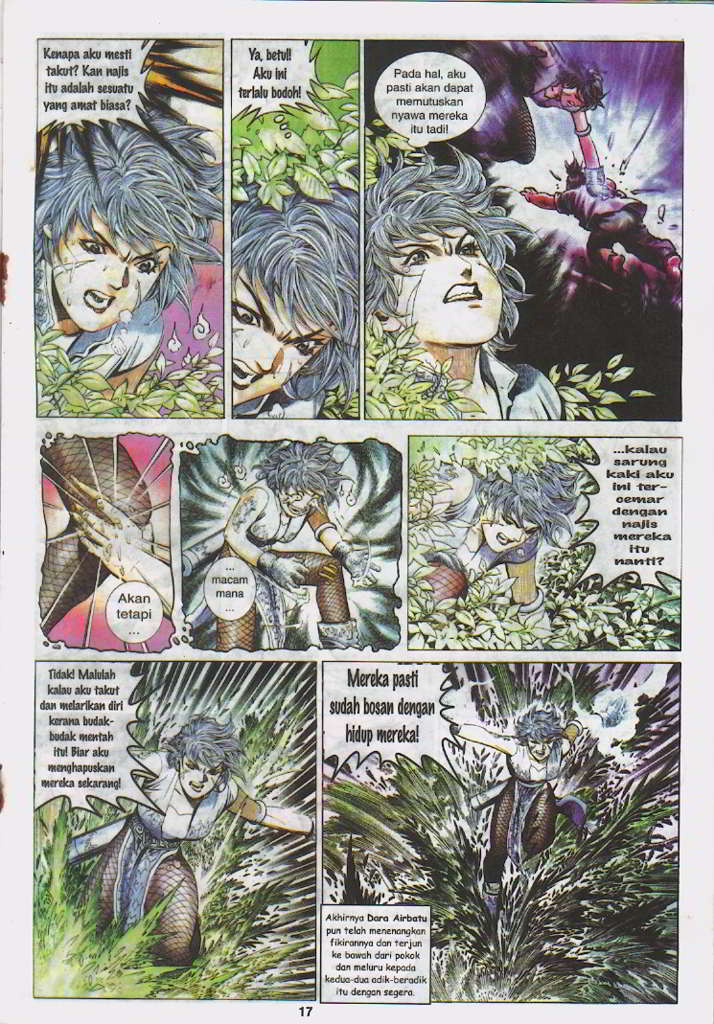 Kenapa aku mesti
takut? Kan najis
itu adalah sesuatu
yang amat biasa?
Ya, betul!
Aku ini
terlalu bodoh!
Pada hal, aku
pasti akan dapat
memutuskan
nyawa mereka
itu tadi!
Akan
tetapi
...
...
macam
mana
...
...kalau
sarung
kaki aku
ini ter-
cemar
dengan
najis
mereka
itu
nanti?
Tidak! Malulah
kalau aku takut
dan melarikan diri
kerana budak-
budak mentah
itu! Biar aku
menghapuskan
mereka sekarang!
Mereka pasti
sudah bosan dengan
hidup mereka!
Akhirnya Dara Airbatu
pun telah menenangkan
fikirannya dan terjun
ke bawah dari pokok
dan meluru kepada
kedua-dua adik-beradik
itu dengan segera.
17